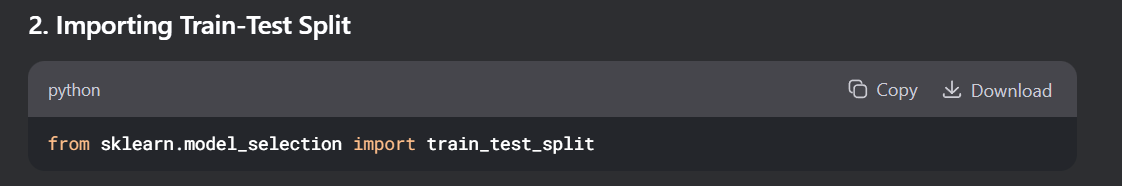 2. Importing Train-Test Split
python Copy Download
from sklearn.model_selection import train_test_split